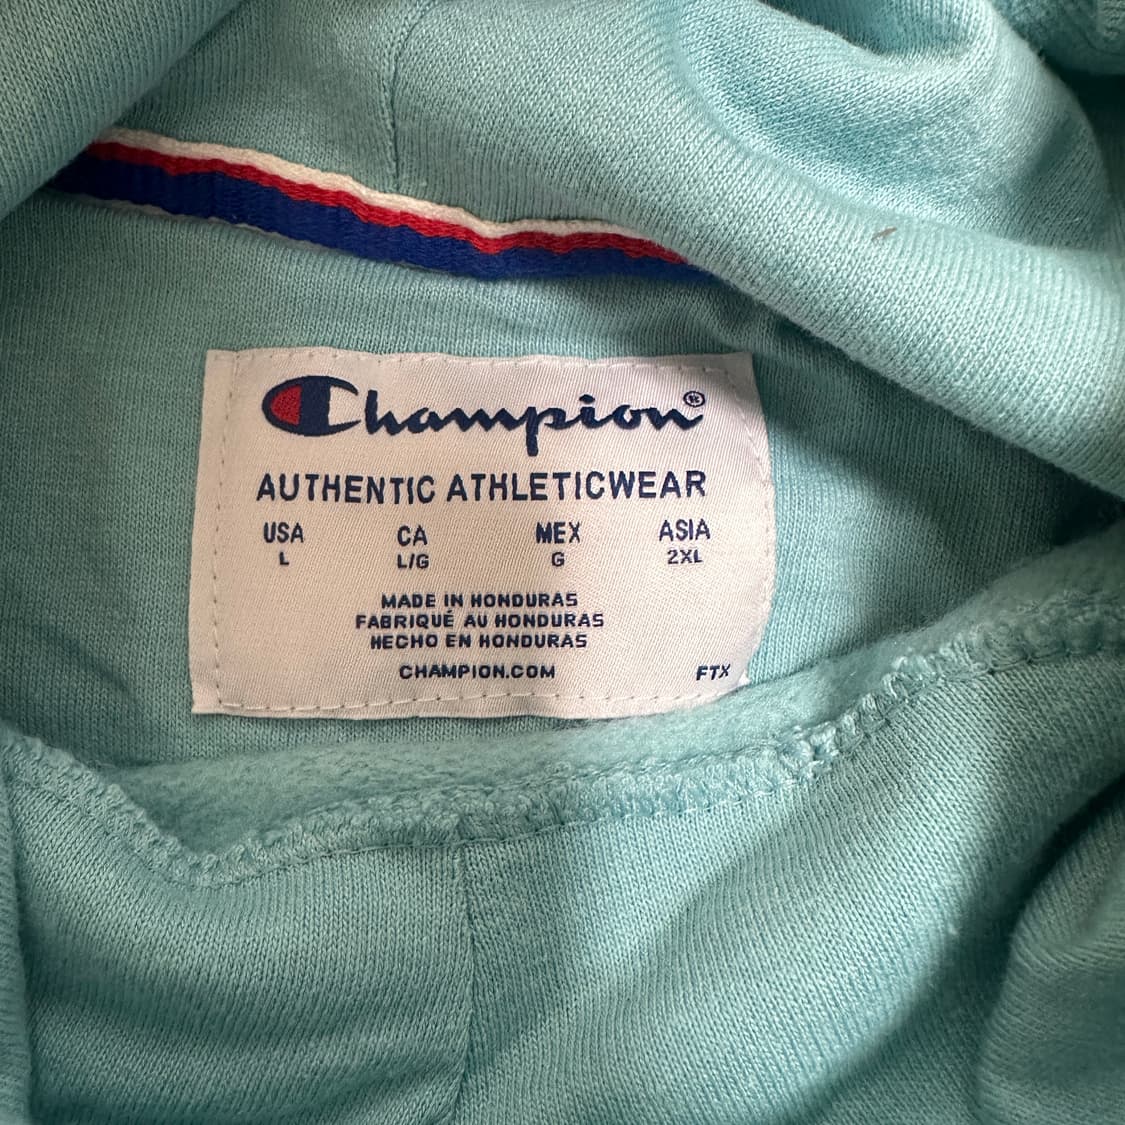 Champion®
AUTHENTIC ATHLETICWEAR
USA CA MEX ASIA
L L/G G 2XL
MADE IN HONDURAS
FABRIQUÉ AU HONDURAS
HECHO EN HONDURAS
CHAMPION.COM FTX